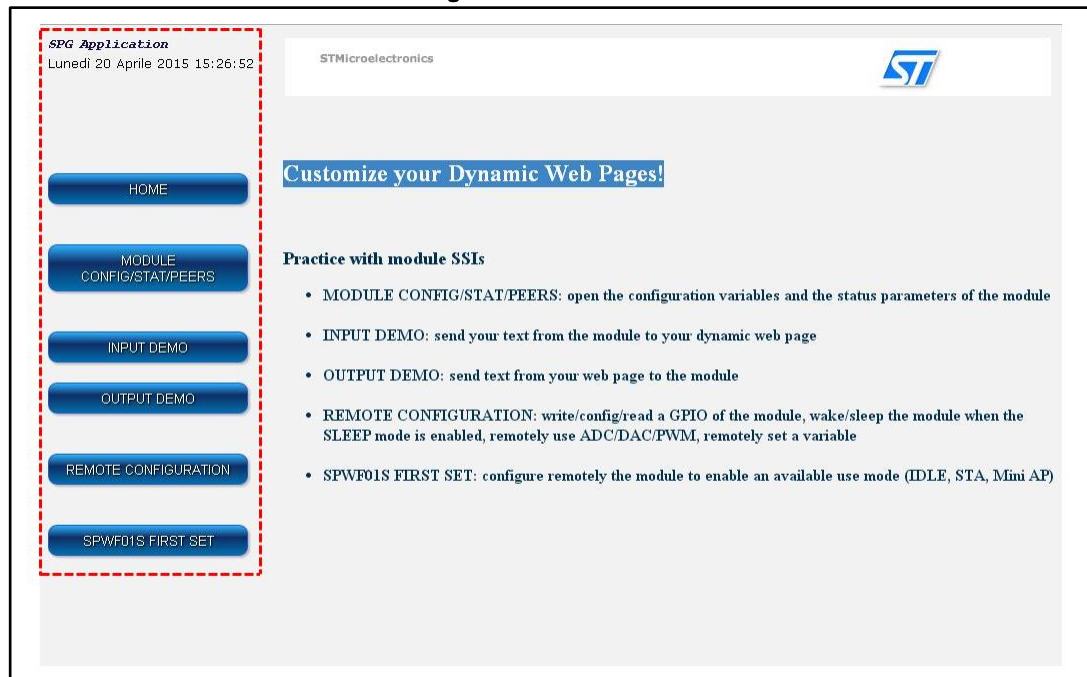 SPG Application
Lunedì 20 Aprile 2015 15:26:52
STMicroelectronics
ST
HOME
MODULE
CONFIG/STAT/PEERS
INPUT DEMO
OUTPUT DEMO
REMOTE CONFIGURATION
SPWF01S FIRST SET
Customize your Dynamic Web Pages!
Practice with module SSIs
• MODULE CONFIG/STAT/PEERS: open the configuration variables and the status parameters of the module
• INPUT DEMO: send your text from the module to your dynamic web page
• OUTPUT DEMO: send text from your web page to the module
• REMOTE CONFIGURATION: write/config/read a GPIO of the module, wake/sleep the module when the
SLEEP mode is enabled, remotely use ADC/DAC/PWM, remotely set a variable
• SPWF01S FIRST SET: configure remotely the module to enable an available use mode (IDLE, STA, Mini AP)